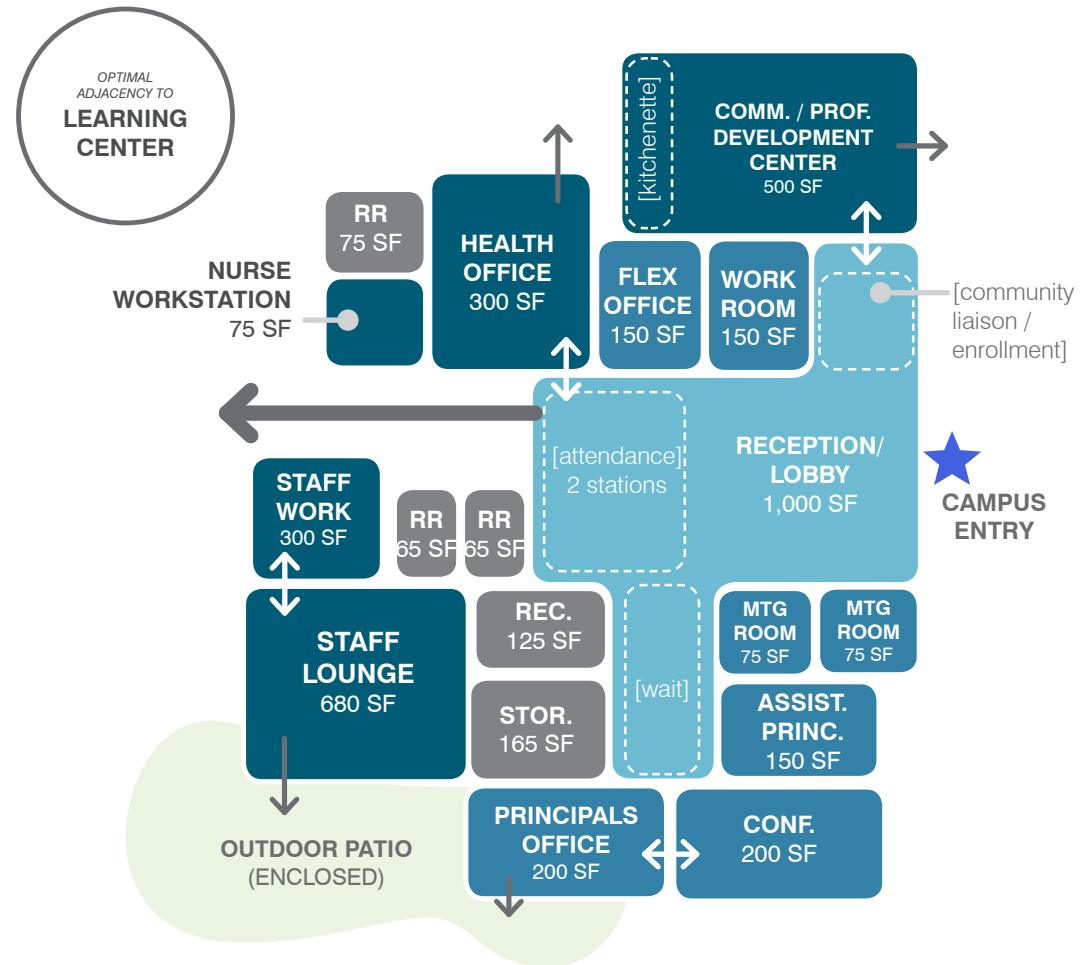 OPTIMAL
ADJACENCY TO
LEARNING
CENTER
[kitchenette]
COMM. / PROF.
DEVELOPMENT
CENTER
500 SF
RR
75 SF
HEALTH
OFFICE
300 SF
NURSE
WORKSTATION
75 SF
FLEX
OFFICE
150 SF
WORK
ROOM
150 SF
[community
liaison /
enrollment]
[attendance]
2 stations
RECEPTION/
LOBBY
1,000 SF
CAMPUS
ENTRY
STAFF
WORK
300 SF
RR
65 SF
RR
65 SF
STAFF
LOUNGE
680 SF
REC.
125 SF
STOR.
165 SF
[wait]
MTG
ROOM
75 SF
MTG
ROOM
75 SF
ASSIST.
PRINC.
150 SF
PRINCIPALS
OFFICE
200 SF
CONF.
200 SF
OUTDOOR PATIO
(ENCLOSED)